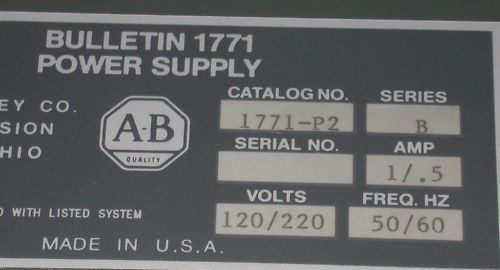 BULLETIN 1771
POWER SUPPLY
EY CO.
SION
HIO
A-B
QUALITY
CATALOG NO. SERIES
1771-P2 B
SERIAL NO. AMP
1/.5
VOLTS FREQ. HZ
120/220 50/60
D WITH LISTED SYSTEM
MADE IN U.S.A.